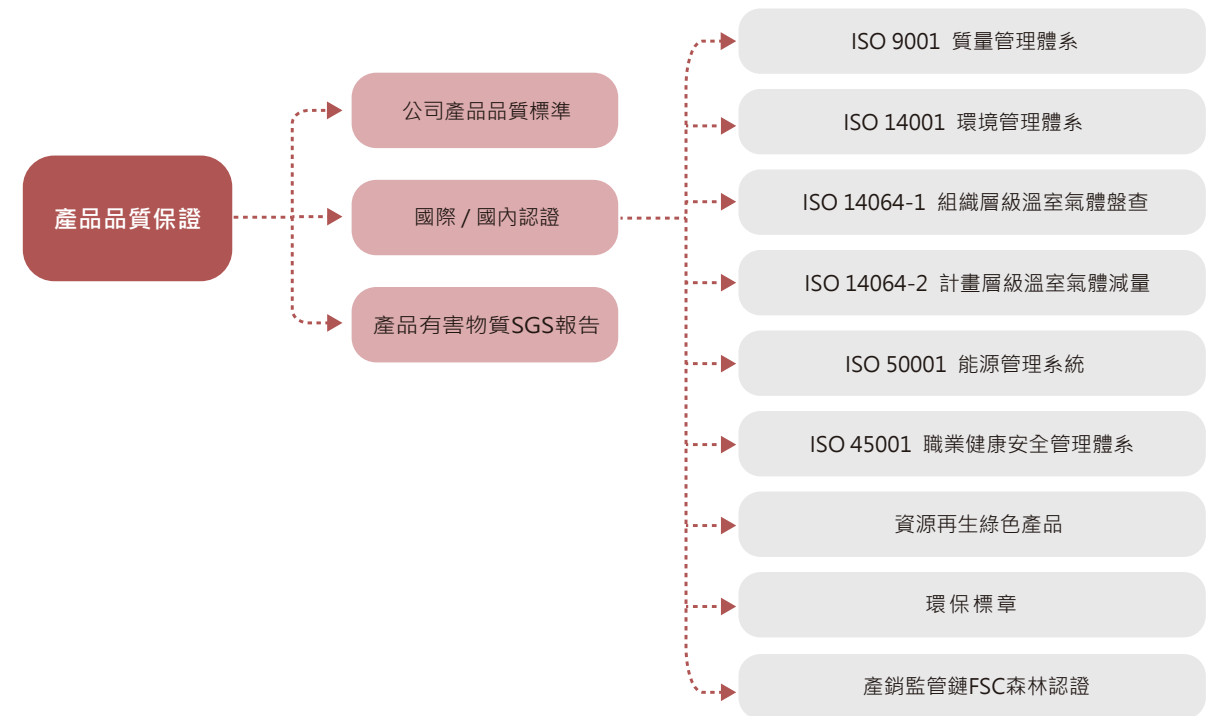 產品品質保證
公司產品品質標準
國際 / 國內認證
產品有害物質SGS報告
ISO 9001 質量管理體系
ISO 14001 環境管理體系
ISO 14064-1 組織層級溫室氣體盤查
ISO 14064-2 計畫層級溫室氣體減量
ISO 50001 能源管理系統
ISO 45001 職業健康安全管理體系
資源再生綠色產品
環保標章
產銷監管鏈FSC森林認證